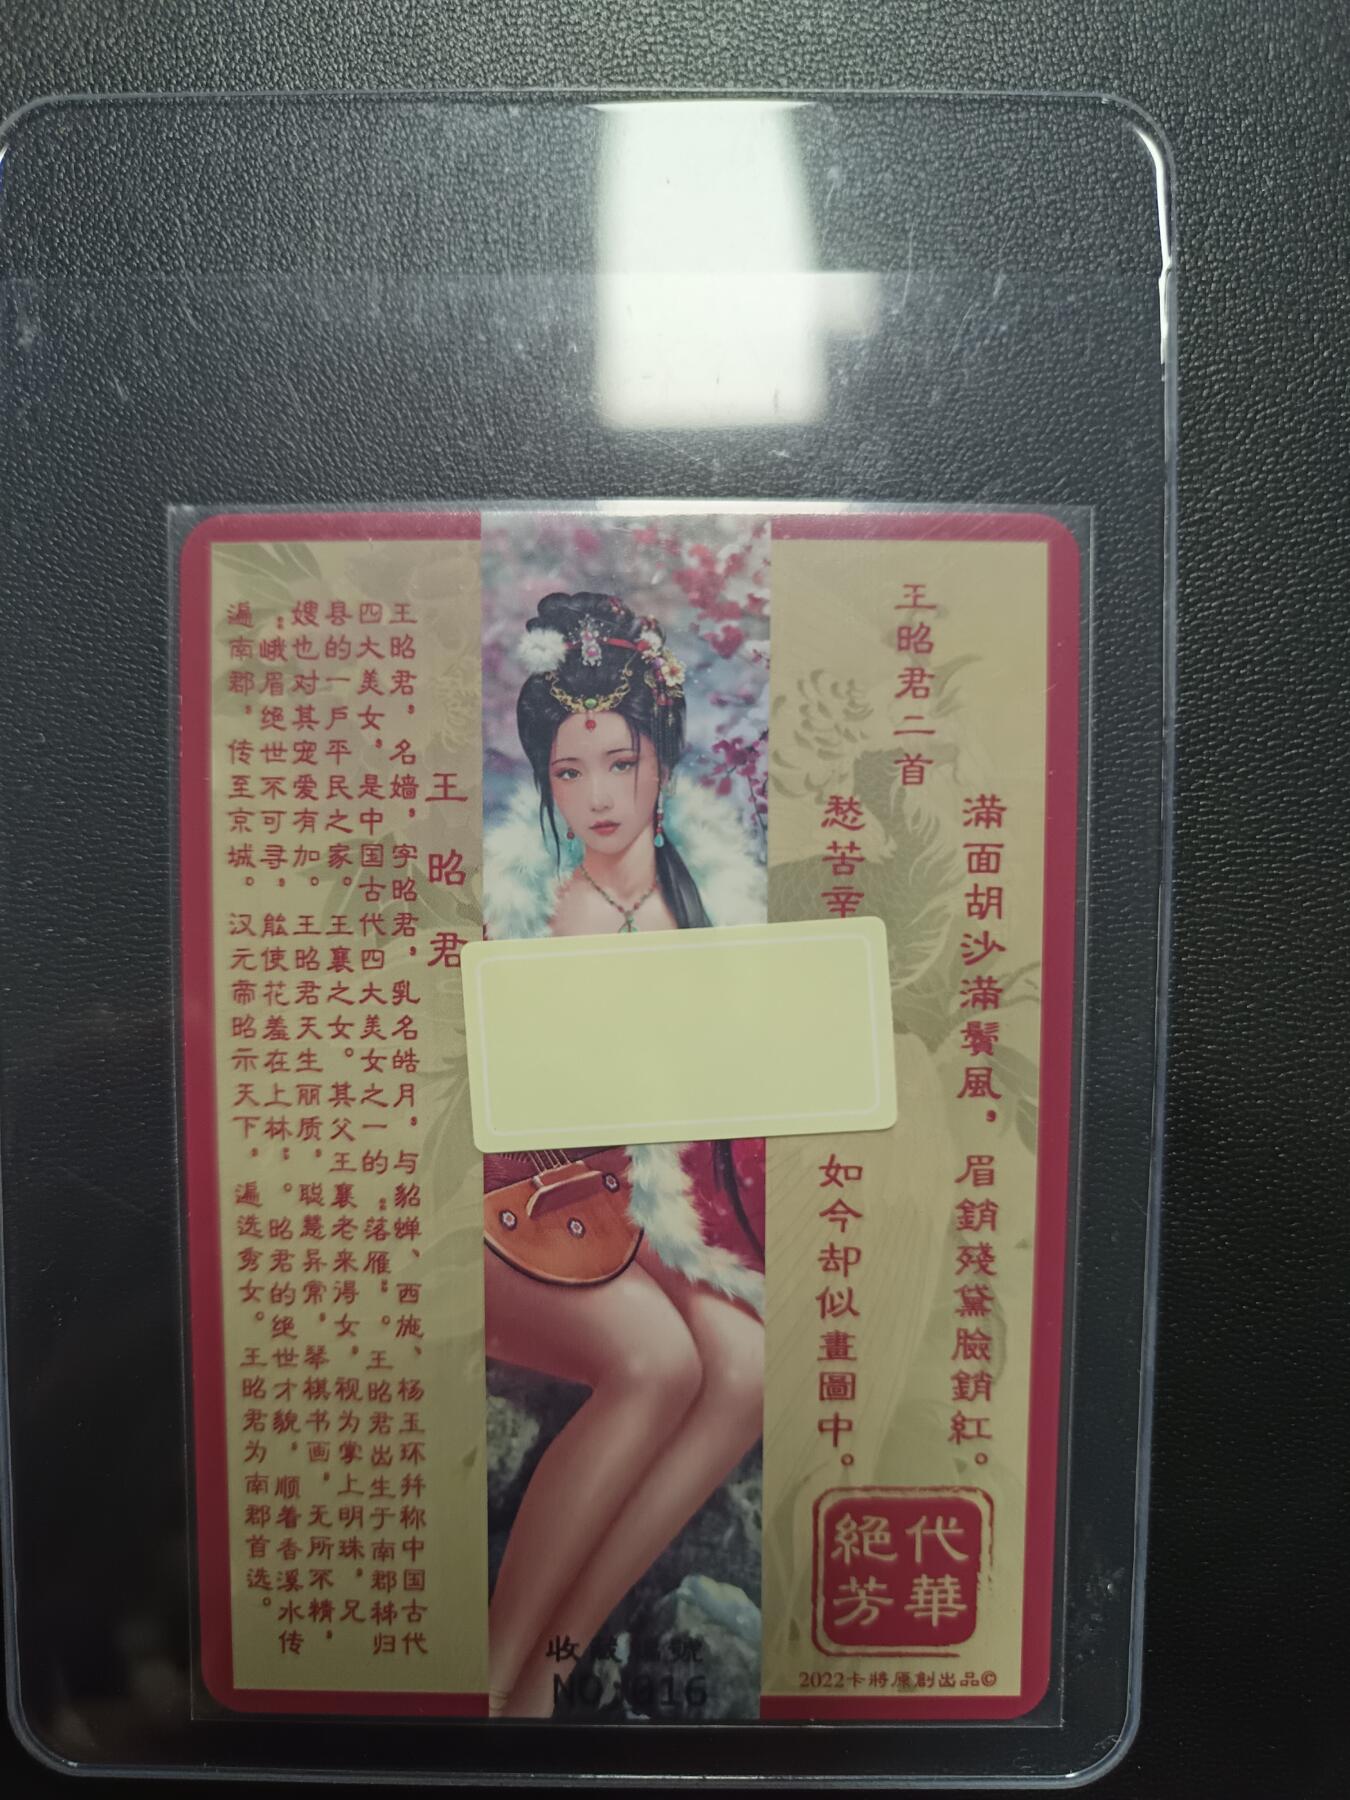 王昭君二首
滿面胡沙滿鬢風，眉銷殘黛臉銷紅。
愁苦辛
如今却似畫圖中。
代華
絕芳
2022卡將原創出品©
收
號
NO:016
王昭君
王昭君，名嫱，字昭君，乳名皓月，与貂蝉、西施、杨玉环并称中国古代
四大美女，是中国古代四大美女之一的“落雁”。王昭君出生于南郡秭归
县的一户平民之家。王襄之女。其父王襄老来得女，视为掌上明珠，兄
嫂也对其宠爱有加。王昭君天生丽质，聪慧异常，琴棋书画，无所不精，
“峨眉绝世不可寻，能使花羞在上林”。昭君的绝世才貌，顺着香溪水传
遍南郡，传至京城。汉元帝昭示天下，遍选秀女。王昭君为南郡首选。